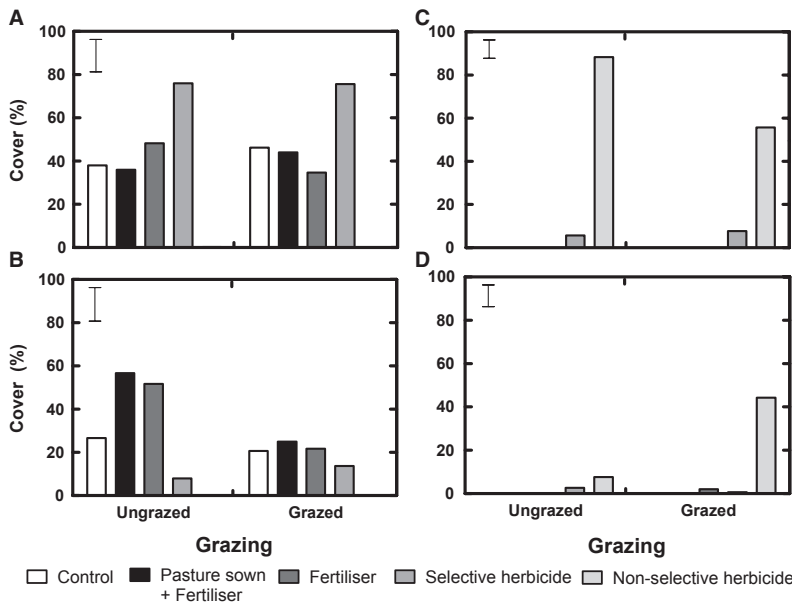 A
100
80
60
40
20
0
Cover (%)
B
100
80
60
40
20
0
Cover (%)
Ungrazed Grazed
Grazing
C
100
80
60
40
20
0
D
100
80
60
40
20
0
Ungrazed Grazed
Grazing
Control Pasture sown + Fertiliser Fertiliser Selective herbicide Non-selective herbicide